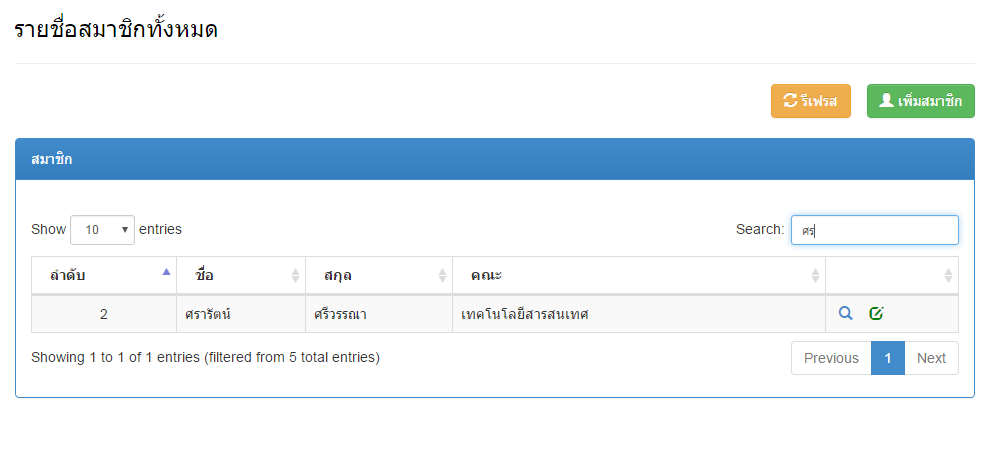 รายชื่อสมาชิกทั้งหมด
รีเฟรส เพิ่มสมาชิก
สมาชิก
Show 10 entries Search: ศร
ลำดับ ชื่อ สกุล คณะ
2 ศรารัตน์ ศรีวรรณา เทคโนโลยีสารสนเทศ
Showing 1 to 1 of 1 entries (filtered from 5 total entries) Previous 1 Next